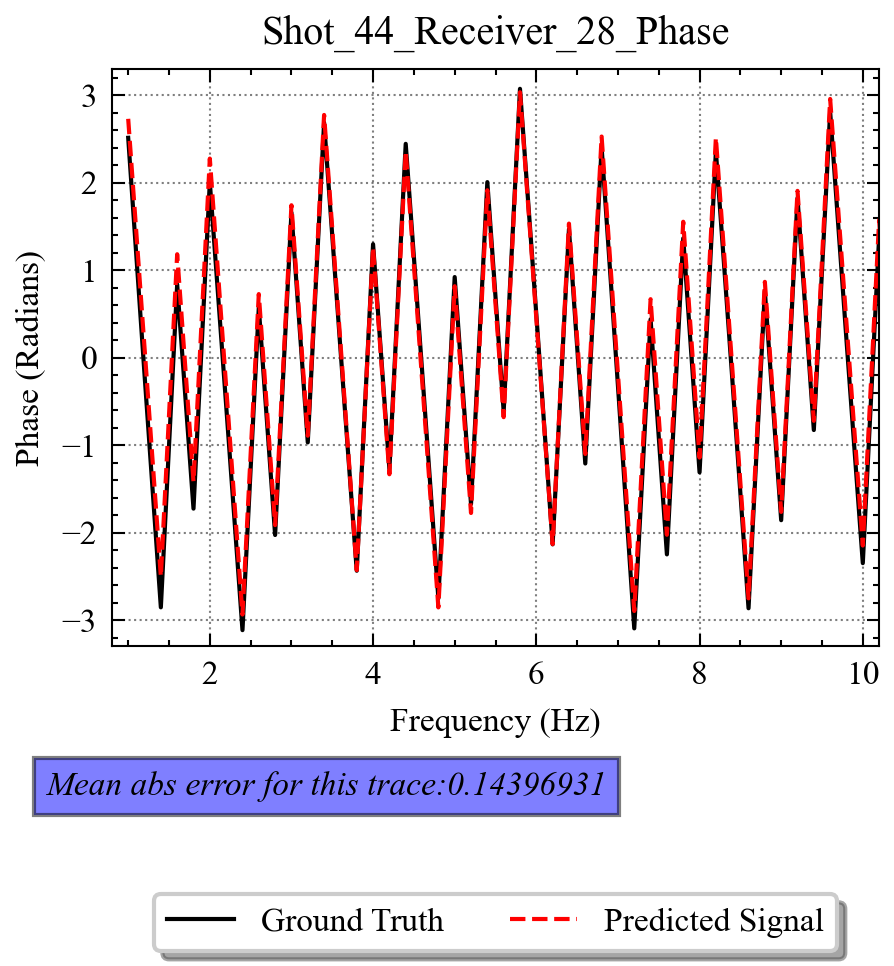 Shot_44_Receiver_28_Phase
Phase (Radians)
3
2
1
0
−1
−2
−3
2 4 6 8 10
Frequency (Hz)
Mean abs error for this trace:0.14396931
Ground Truth Predicted Signal